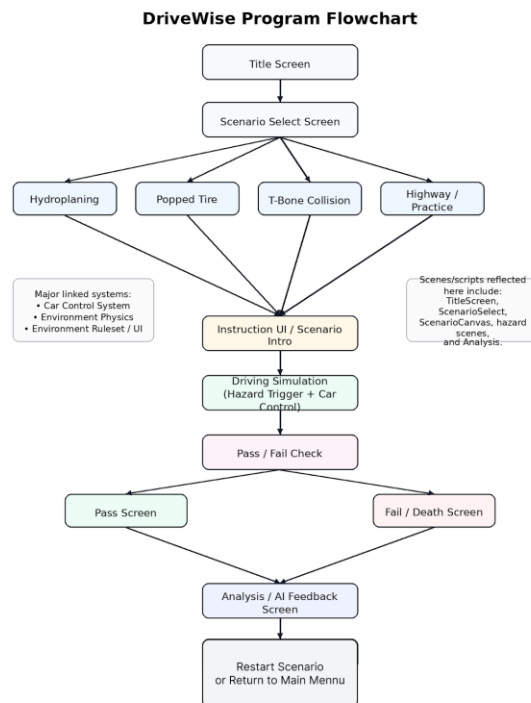 DriveWise Program Flowchart
Title Screen
Scenario Select Screen
Hydroplaning
Popped Tire
T-Bone Collision
Highway /
Practice
Major linked systems:
• Car Control System
• Environment Physics
• Environment Ruleset / UI
Scenes/scripts reflected
here include:
TitleScreen,
ScenarioSelect,
ScenarioCanvas, hazard
scenes,
and Analysis.
Instruction UI / Scenario
Intro
Driving Simulation
(Hazard Trigger + Car
Control)
Pass / Fail Check
Pass Screen
Fail / Death Screen
Analysis / AI Feedback
Screen
Restart Scenario
or Return to Main Mennu